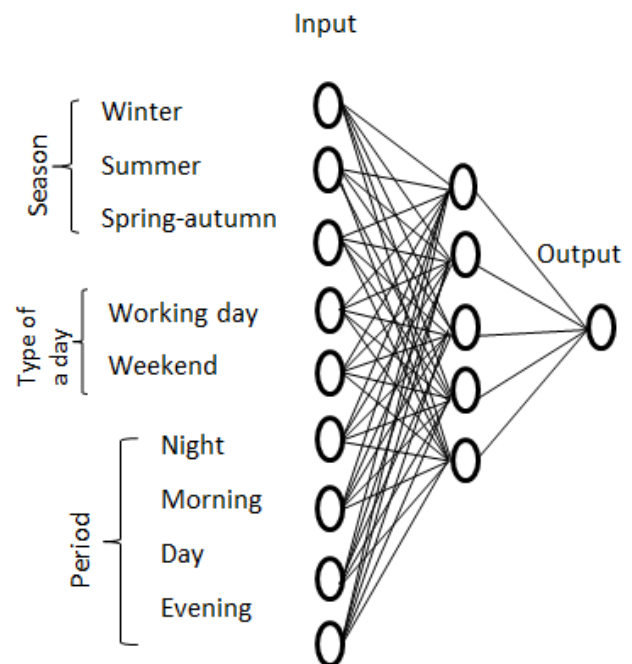 Input
Season
Winter
Summer
Spring-autumn
Type of
a day
Working day
Weekend
Period
Night
Morning
Day
Evening
Output